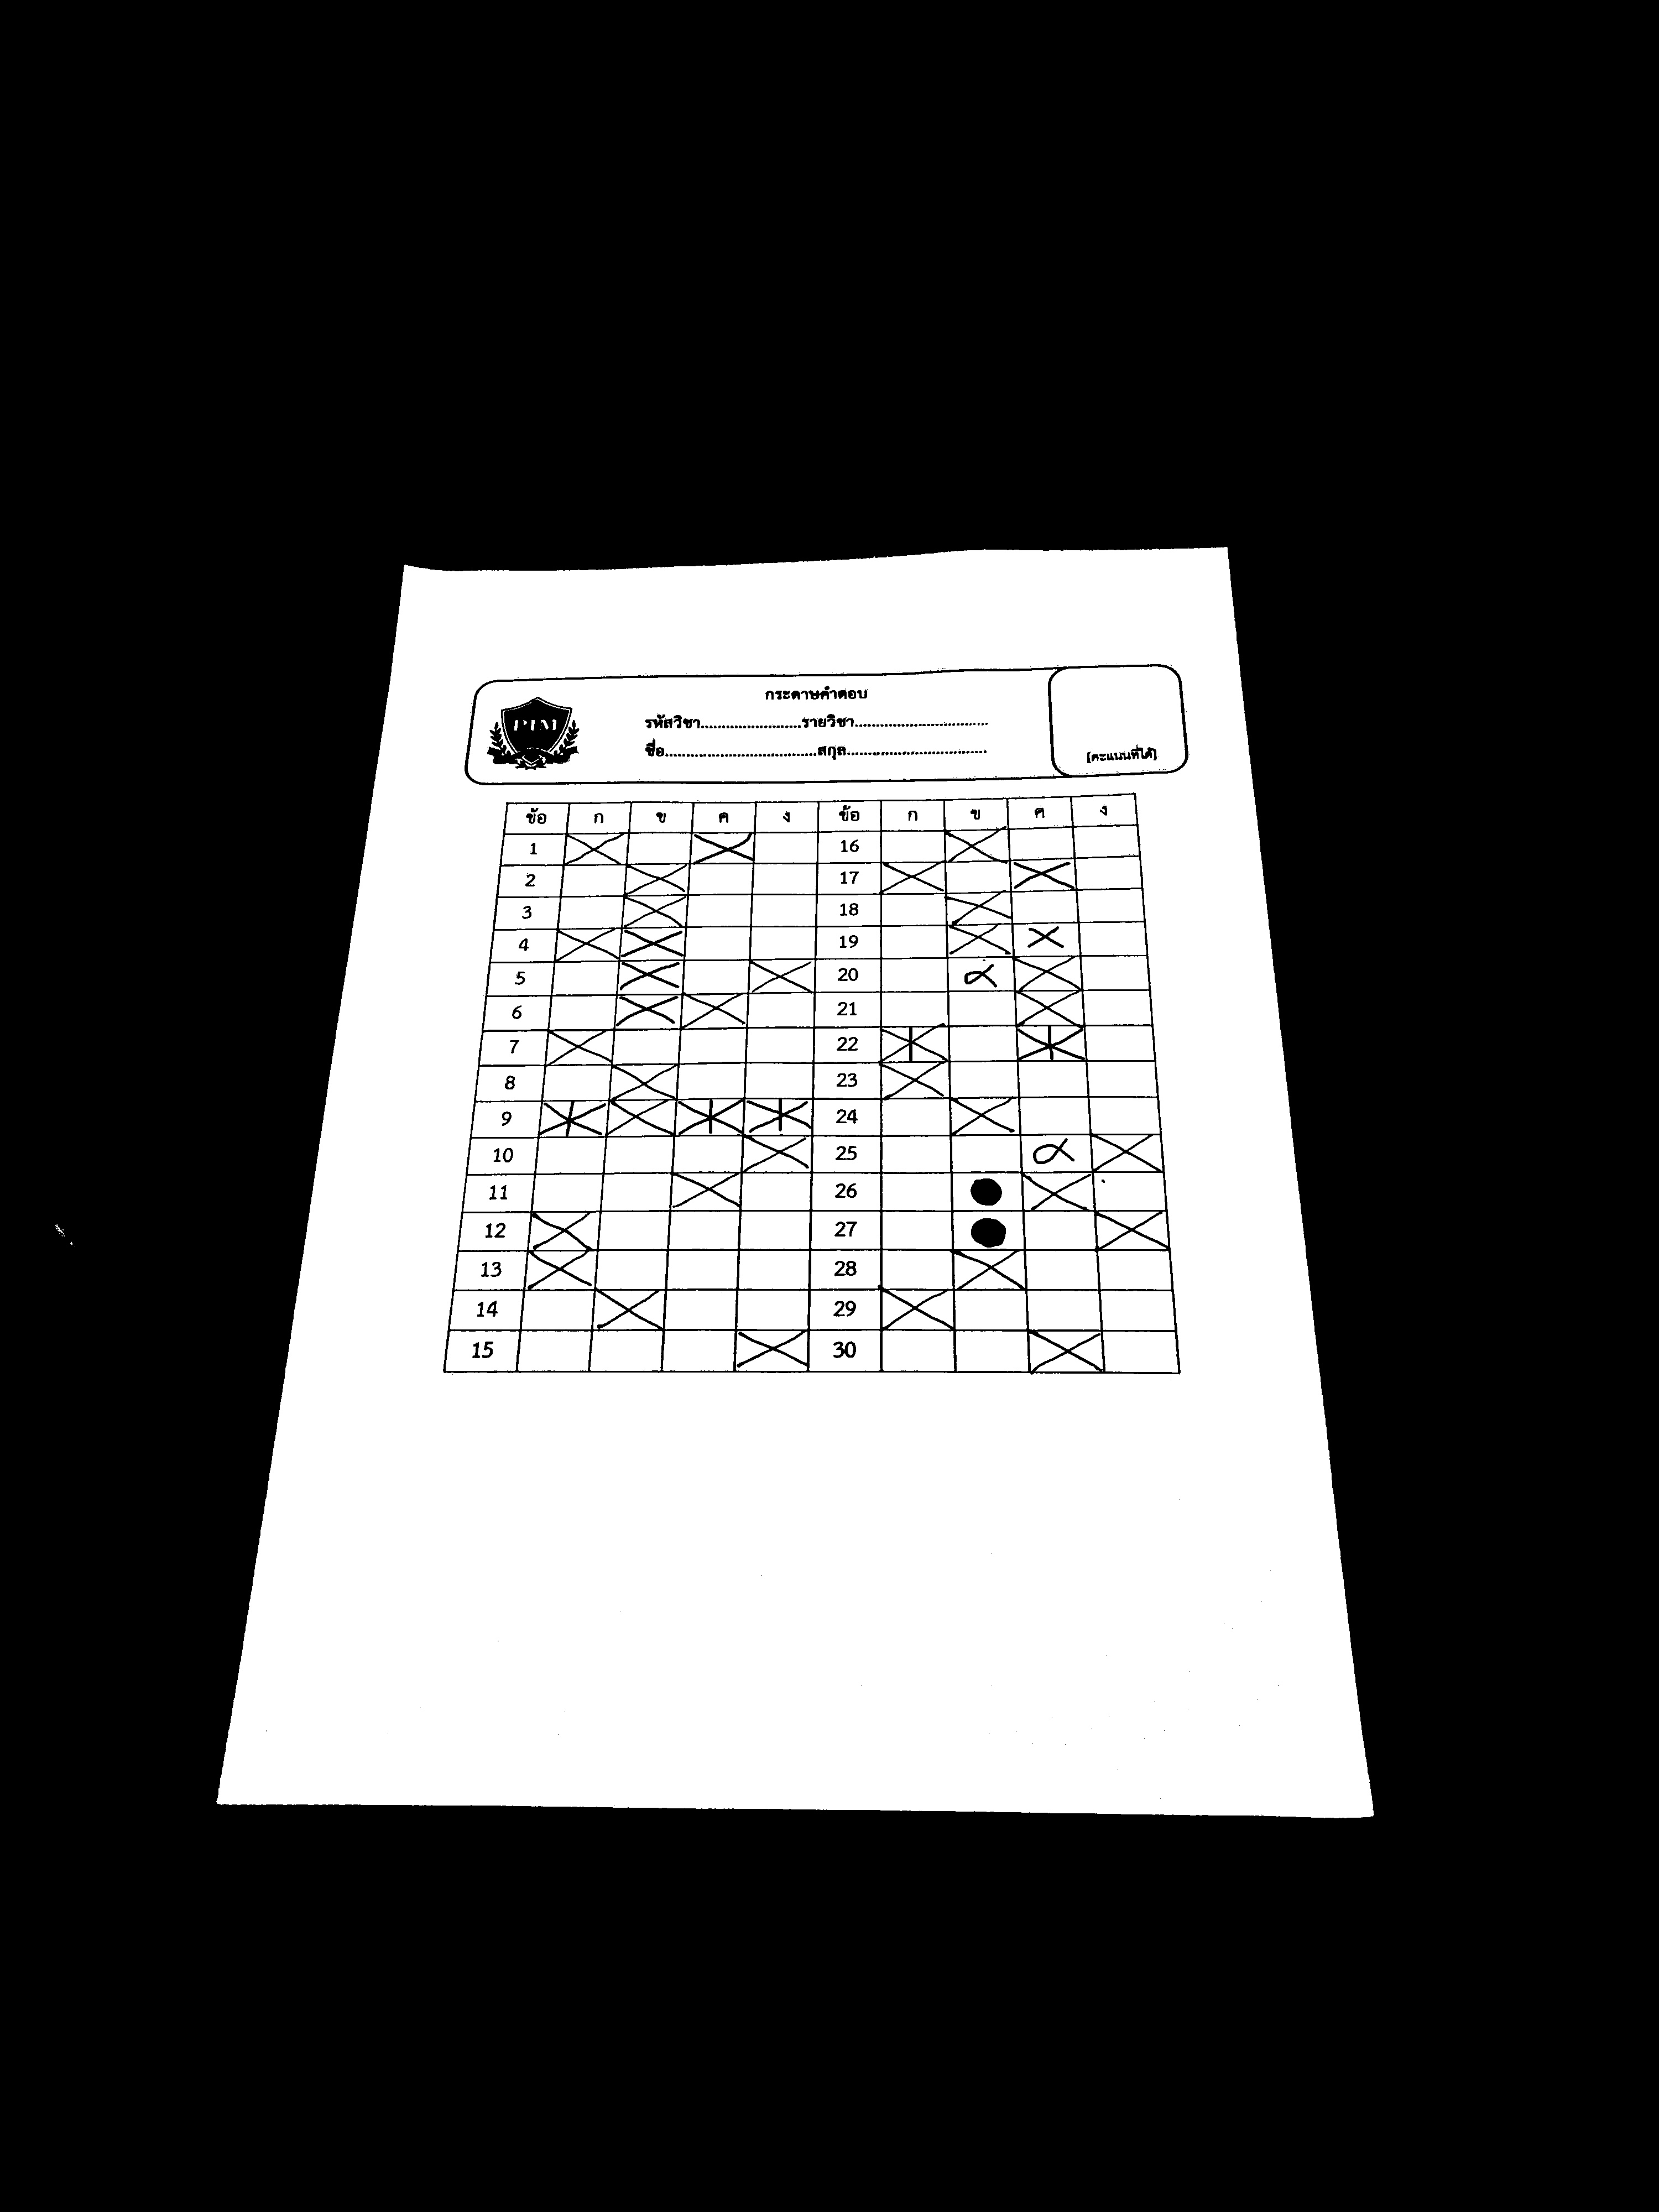 PIM
กระดาษคำตอบ
รหัสวิชา........................รายวิชา................................
ชื่อ....................................สกุล.................................
[คะแนนที่ได้]
ข้อ ก ข ค ง ข้อ ก ข ค ง
1 X X 16 X
2 X 17 X X
3 X 18 X
4 X X 19 X X
5 X X 20 α X
6 X X 21 X
7 X 22 X X
8 X 23 X
9 X X X X 24 X
10 X 25 α X
11 X 26 ● X
12 X 27 ● X
13 X 28 X
14 X 29 X
15 X 30 X